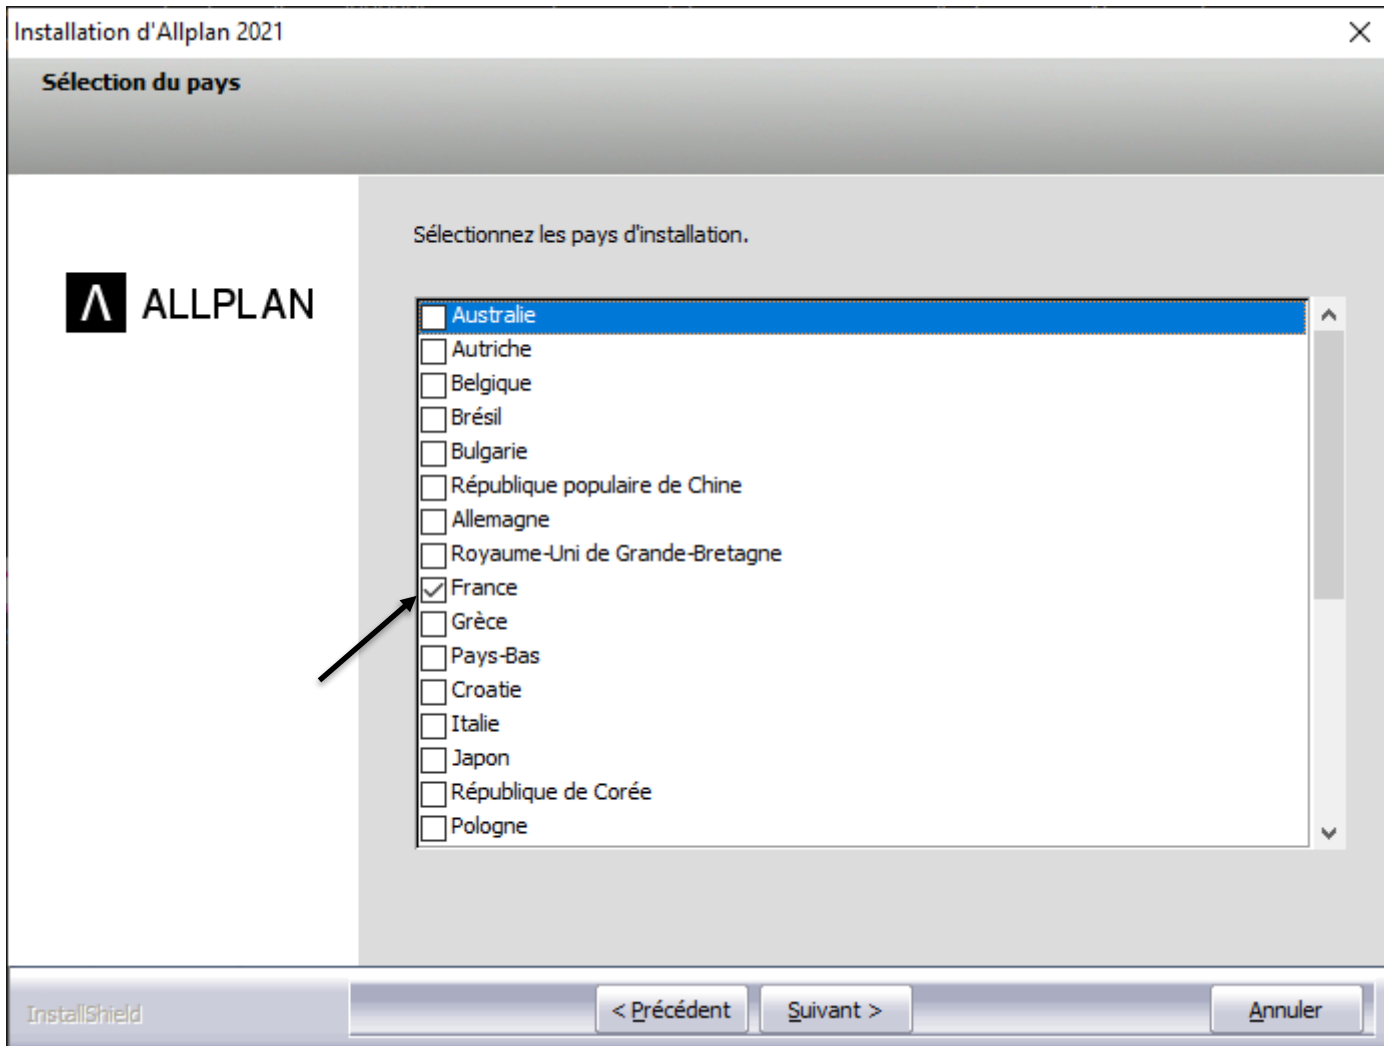 Installation d'Allplan 2021
Sélection du pays
Sélectionnez les pays d'installation.
ALLPLAN
Australie
Autriche
Belgique
Brésil
Bulgarie
République populaire de Chine
Allemagne
Royaume-Uni de Grande-Bretagne
France
Grèce
Pays-Bas
Croatie
Italie
Japon
République de Corée
Pologne
InstallShield
< Précédent
Suivant >
Annuler